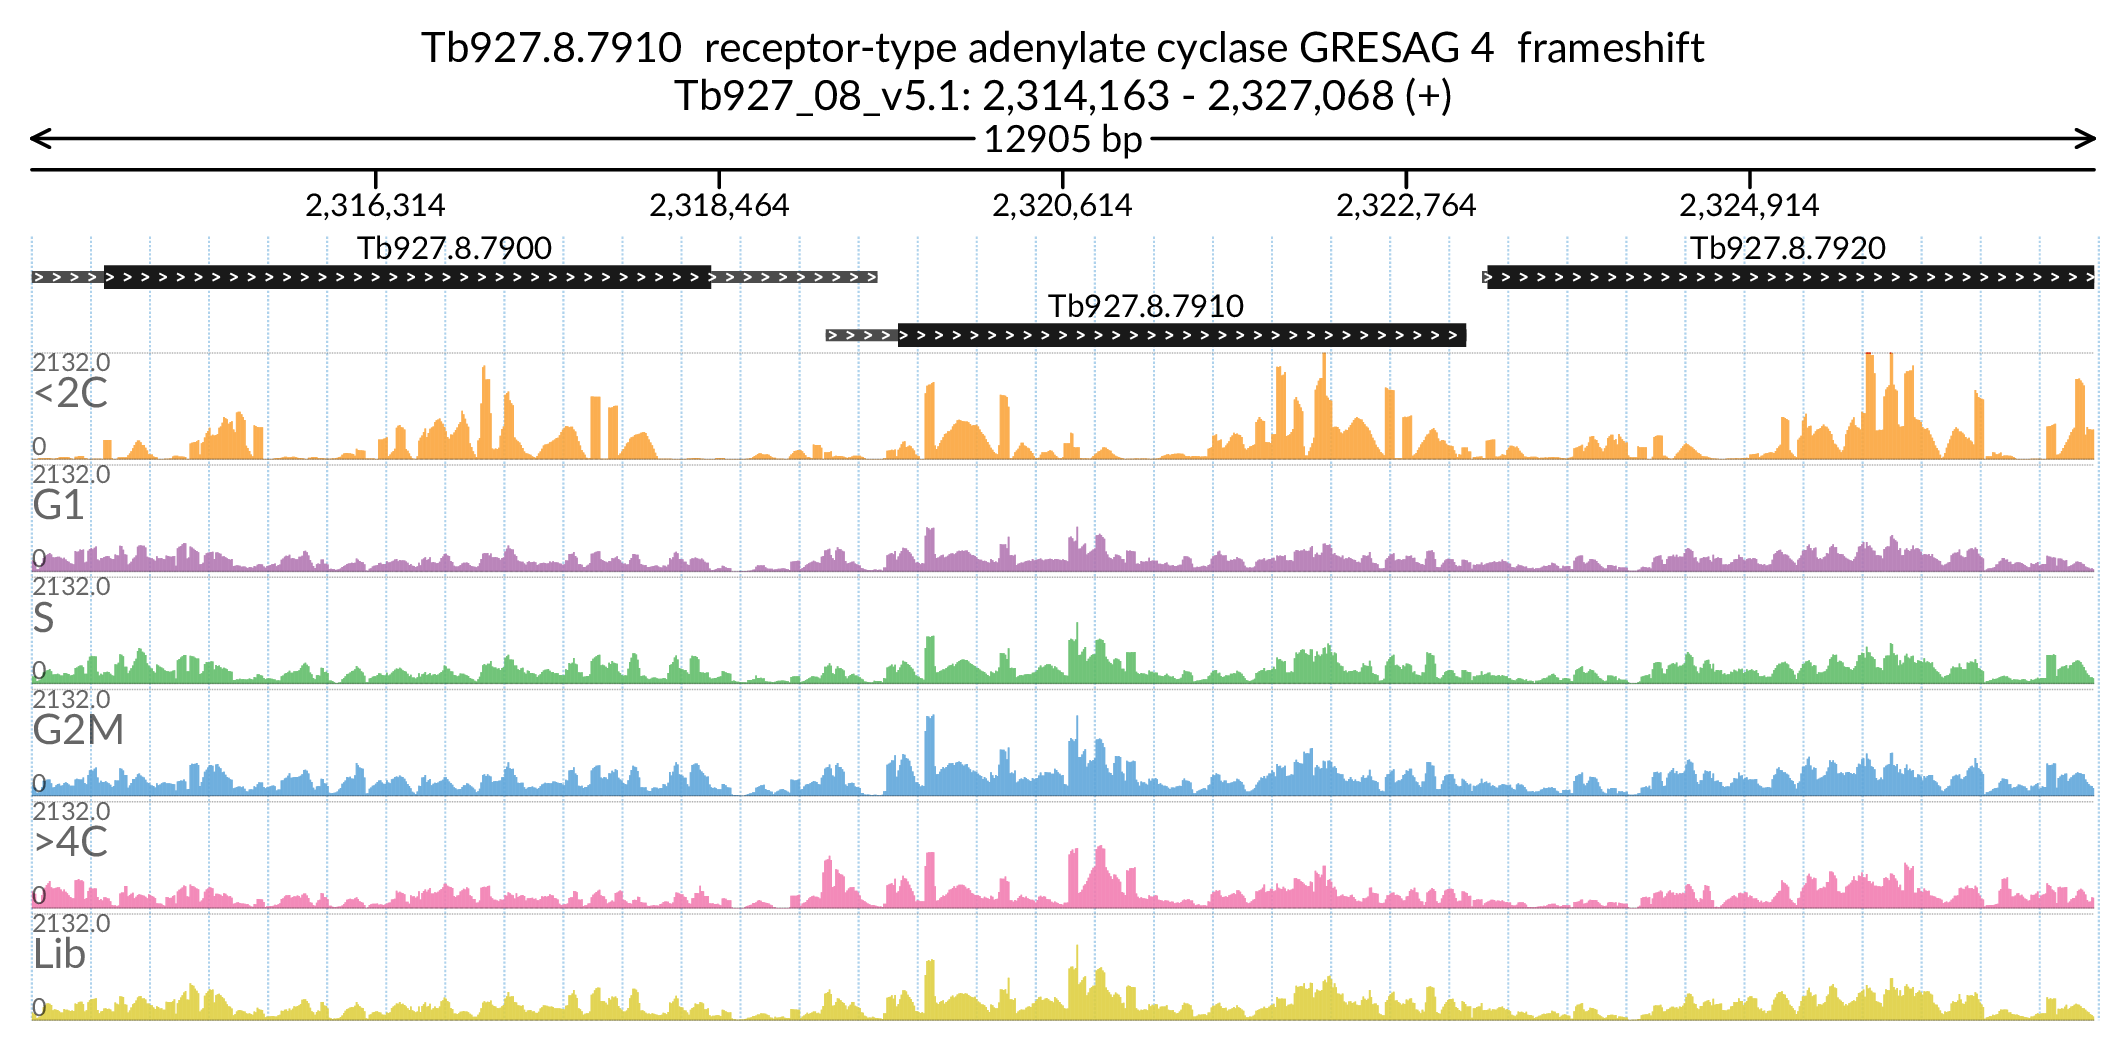 Tb927.8.7910  receptor-type adenylate cyclase GRESAG 4  frameshift
Tb927_08_v5.1: 2,314,163 - 2,327,068 (+)
12905 bp
2,316,314 2,318,464 2,320,614 2,322,764 2,324,914
Tb927.8.7900 Tb927.8.7920
Tb927.8.7910
2132.0
<2C
0
2132.0
G1
0
2132.0
S
0
2132.0
G2M
0
2132.0
>4C
0
2132.0
Lib
0